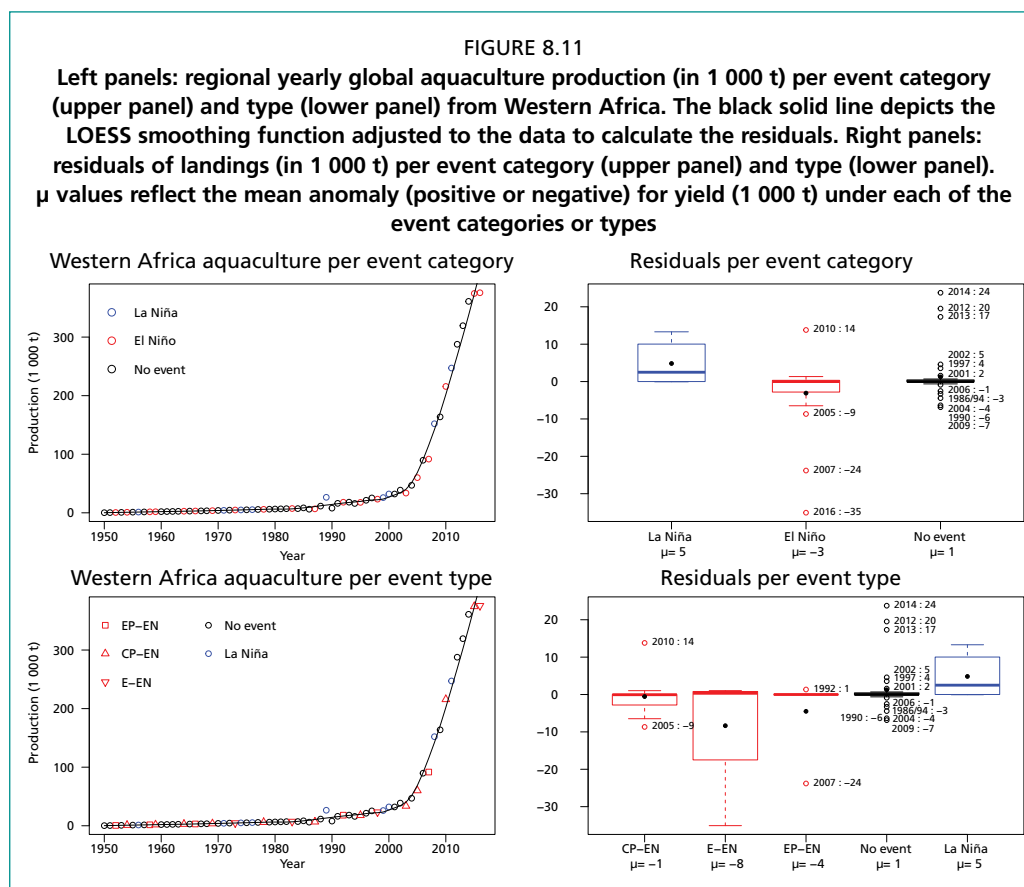 FIGURE 8.11
Left panels: regional yearly global aquaculture production (in 1 000 t) per event category
(upper panel) and type (lower panel) from Western Africa. The black solid line depicts the
LOESS smoothing function adjusted to the data to calculate the residuals. Right panels:
residuals of landings (in 1 000 t) per event category (upper panel) and type (lower panel).
µ values reflect the mean anomaly (positive or negative) for yield (1 000 t) under each of the
event categories or types
Western Africa aquaculture per event category
Production (1 000 t)
300
200
100
0
La Niña
El Niño
No event
1950 1960 1970 1980 1990 2000 2010
Year
Residuals per event category
20
10
0
−10
−20
−30
2010 : 14
2005 : −9
2007 : −24
2016 : −35
2014 : 24
2012 : 20
2013 : 17
2002 : 5
1997 : 4
2001 : 2
2006 : −1
1986/94 : −3
2004 : −4
1990 : −6
2009 : −7
La Niña El Niño No event
µ= 5 µ= −3 µ= 1
Western Africa aquaculture per event type
Production (1 000 t)
300
200
100
0
EP−EN No event
CP−EN La Niña
E−EN
1950 1960 1970 1980 1990 2000 2010
Year
Residuals per event type
20
10
0
−10
−20
−30
2010 : 14
2005 : −9
1992 : 1
2007 : −24
2014 : 24
2012 : 20
2013 : 17
2002 : 5
1997 : 4
2001 : 2
2006 : −1
1986/94 : −3
1990 : −6 2004 : −4
2009 : −7
CP−EN E−EN EP−EN No event La Niña
µ= −1 µ= −8 µ= −4 µ= 1 µ= 5